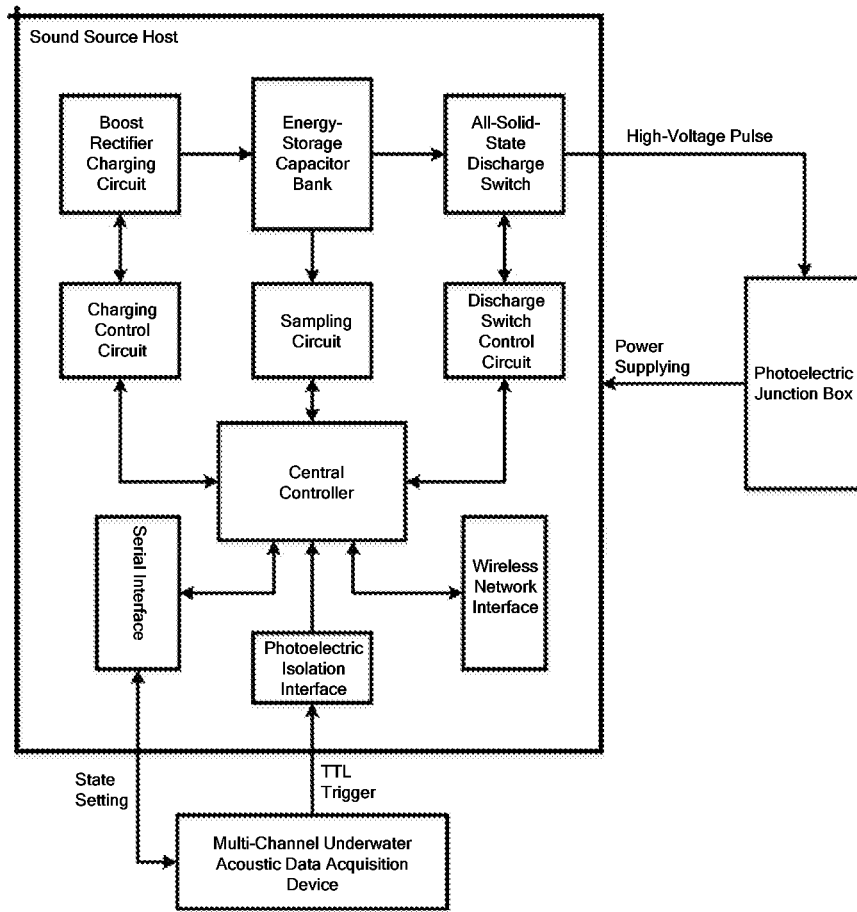 Sound Source Host
Boost
Rectifier
Charging
Circuit
Energy-
Storage
Capacitor
Bank
All-Solid-
State
Discharge
Switch
High-Voltage Pulse
Charging
Control
Circuit
Sampling
Circuit
Discharge
Switch
Control
Circuit
Power
Supplying
Photoelectric
Junction Box
Central
Controller
Serial Interface
Wireless
Network
Interface
Photoelectric
Isolation
Interface
State
Setting
TTL
Trigger
Multi-Channel Underwater
Acoustic Data Acquisition
Device